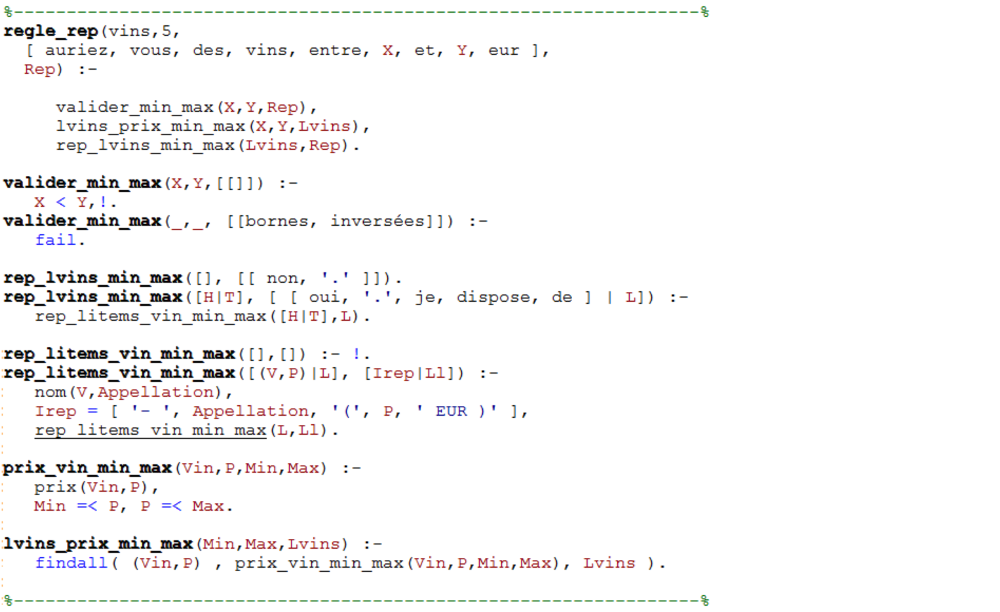 %-----------------------------------------------------------------%
regle_rep(vins,5,
  [ auriez, vous, des, vins, entre, X, et, Y, eur ],
  Rep) :-
     valider_min_max(X,Y,Rep),
     lvins_prix_min_max(X,Y,Lvins),
     rep_lvins_min_max(Lvins,Rep).
valider_min_max(X,Y,[[]]) :-
   X < Y,!.
valider_min_max(_,_, [[bornes, inversées]]) :-
   fail.
rep_lvins_min_max([], [[ non, '.' ]]).
rep_lvins_min_max([H|T], [ [ oui, '.', je, dispose, de ] | L]) :-
   rep_litems_vin_min_max([H|T],L).
rep_litems_vin_min_max([],[]) :- !.
rep_litems_vin_min_max([(V,P)|L], [Irep|Ll]) :-
   nom(V,Appellation),
   Irep = [ '- ', Appellation, '(', P, ' EUR )' ],
   rep_litems_vin_min_max(L,Ll).
prix_vin_min_max(Vin,P,Min,Max) :-
   prix(Vin,P),
   Min =< P, P =< Max.
lvins_prix_min_max(Min,Max,Lvins) :-
   findall( (Vin,P) , prix_vin_min_max(Vin,P,Min,Max), Lvins ).
%-----------------------------------------------------------------%